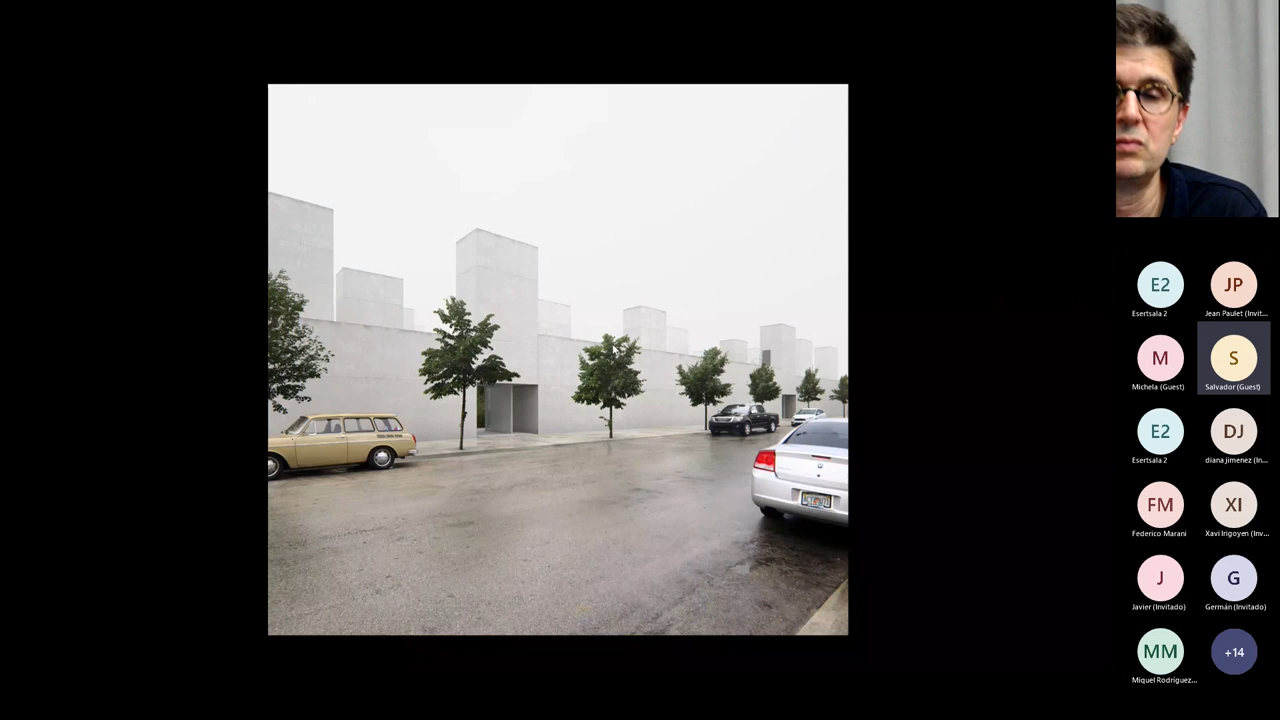 E2
JP
Esertsala 2
Jean Paulet (Invit...
M
S
Michela (Guest)
Salvador (Guest)
E2
DJ
Esertsala 2
diana jimenez (In...
FM
XI
Federico Marani
Xavi Irigoyen (Inv...
J
G
Javier (Invitado)
Germán (Invitado)
MM
+14
Miquel Rodríguez...